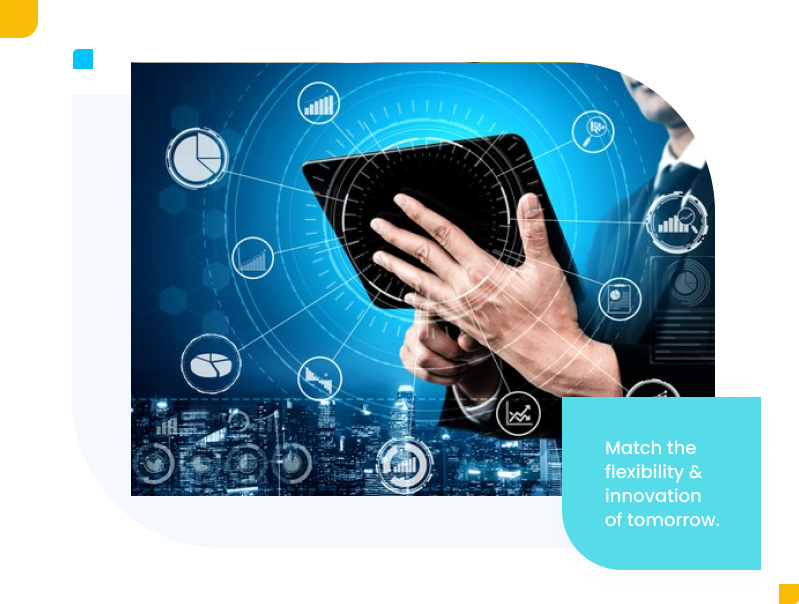 Match the
flexibility &
innovation
of tomorrow.